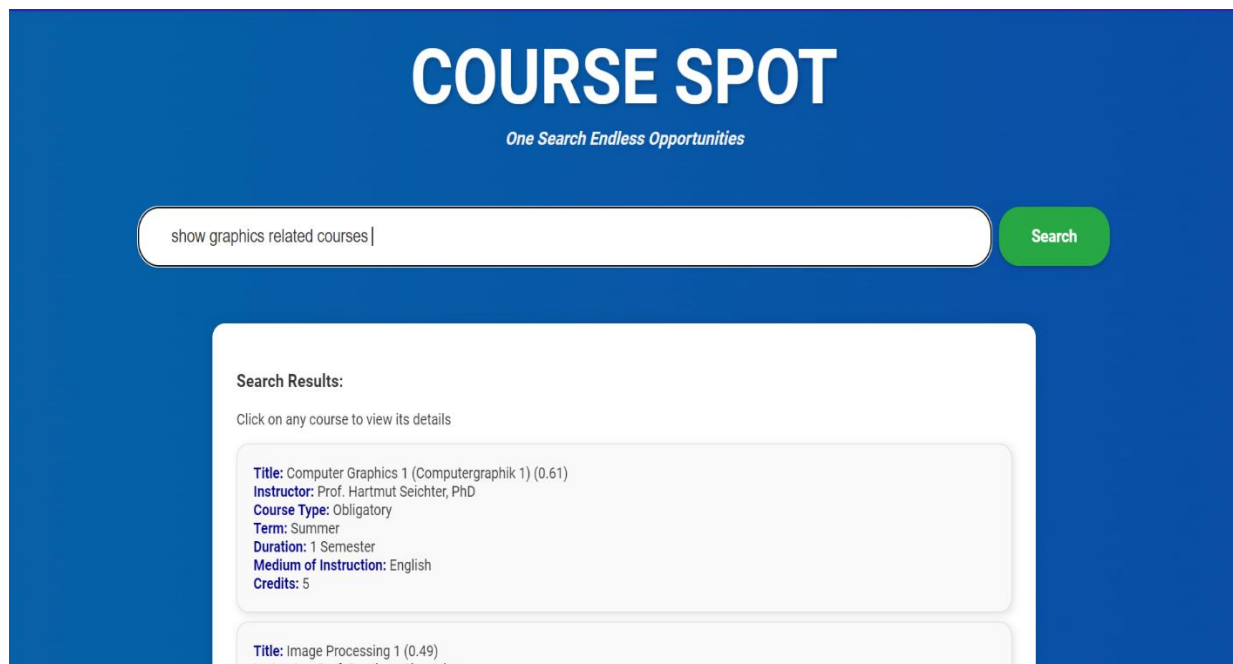 COURSE SPOT
One Search Endless Opportunities
show graphics related courses
Search
Search Results:
Click on any course to view its details
Title: Computer Graphics 1 (Computergraphik 1) (0.61)
Instructor: Prof. Hartmut Seichter, PhD
Course Type: Obligatory
Term: Summer
Duration: 1 Semester
Medium of Instruction: English
Credits: 5
Title: Image Processing 1 (0.49)